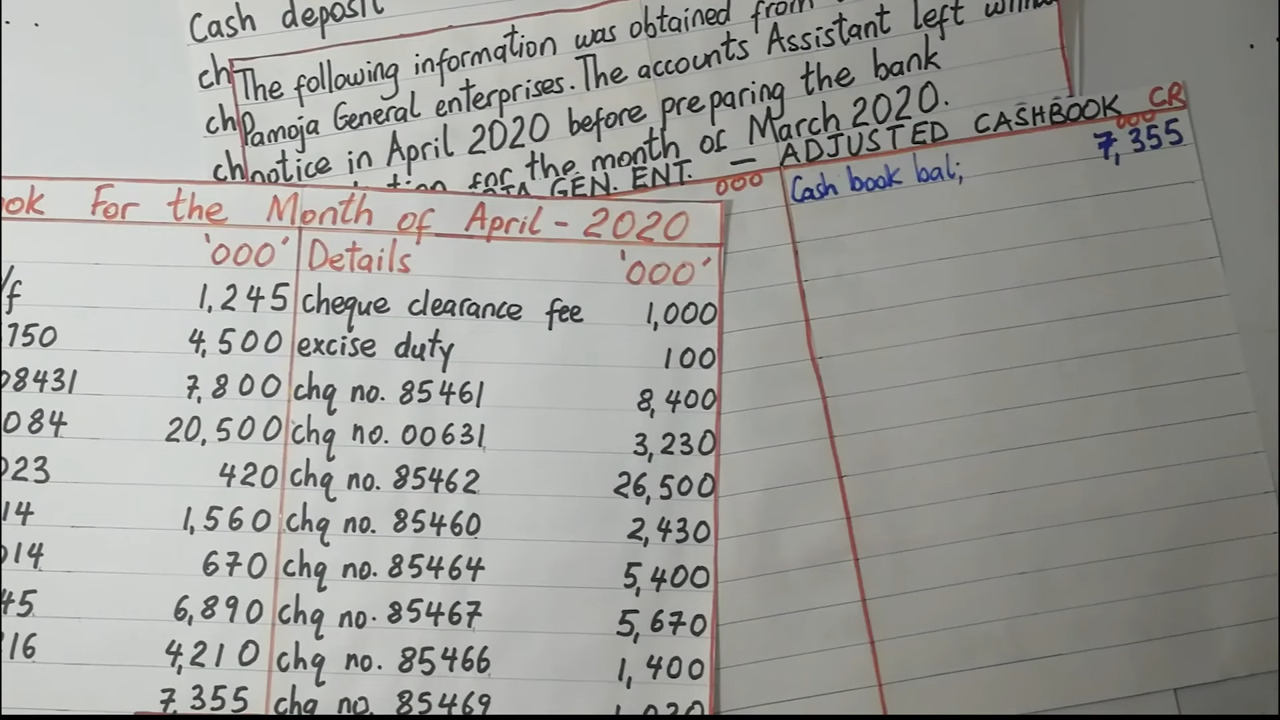 Cash deposit
ch The following information was obtained from
ch Pamoja General enterprises. The accounts Assistant left
ch notice in April 2020 before preparing the bank
for the month of March 2020.
GEN. ENT. — ADJUSTED CASHBOOK CR
000 000
Cash book bal; 7,355
ok For the Month of April - 2020
'000' Details '000'
/f 1,245 cheque clearance fee 1,000
750 4,500 excise duty 100
8431 7,800 chq no. 85461 8,400
084 20,500 chq no. 00631 3,230
23 420 chq no. 85462 26,500
14 1,560 chq no. 85460 2,430
14 670 chq no. 85464 5,400
45 6,890 chq no. 85467 5,670
16 4,210 chq no. 85466 1,400
7,355 chq no. 85469